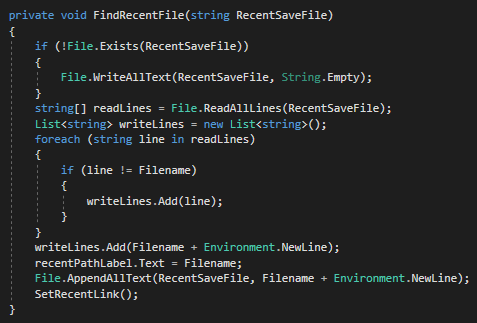 private void FindRecentFile(string RecentSaveFile)
{
    if (!File.Exists(RecentSaveFile))
    {
        File.WriteAllText(RecentSaveFile, String.Empty);
    }
    string[] readLines = File.ReadAllLines(RecentSaveFile);
    List<string> writeLines = new List<string>();
    foreach (string line in readLines)
    {
        if (line != Filename)
        {
            writeLines.Add(line);
        }
    }
    writeLines.Add(Filename + Environment.NewLine);
    recentPathLabel.Text = Filename;
    File.AppendAllText(RecentSaveFile, Filename + Environment.NewLine);
    SetRecentLink();
}